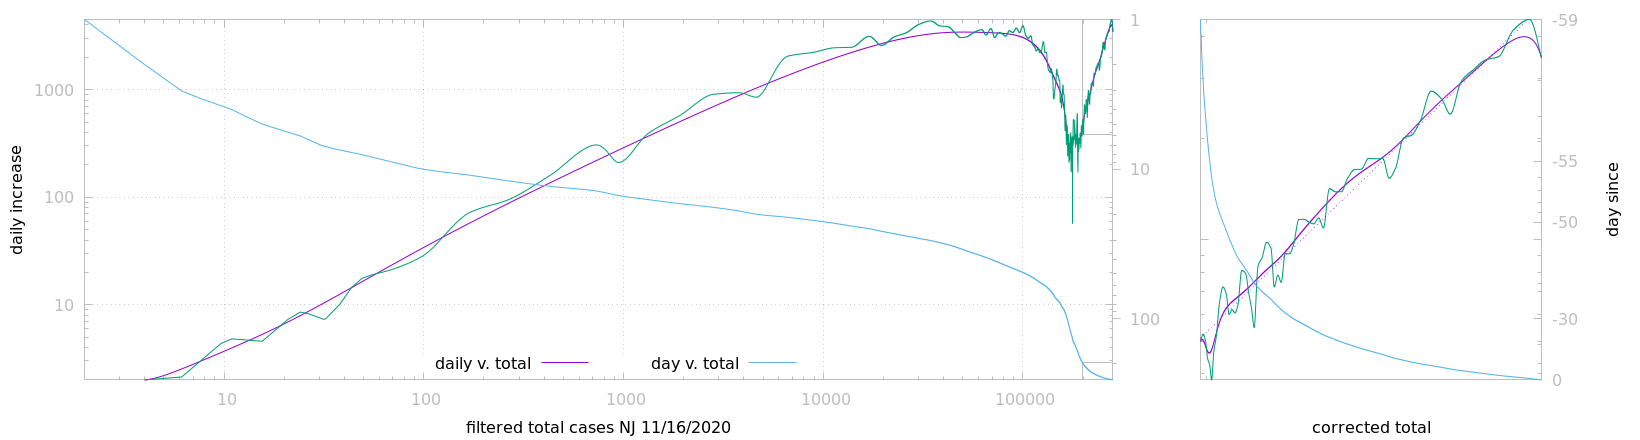 1000
100
10
daily increase
10
100
1000
10000
100000
filtered total cases NJ 11/16/2020
daily v. total
day v. total
1
10
100
-59
-55
-50
-30
0
day since
corrected total